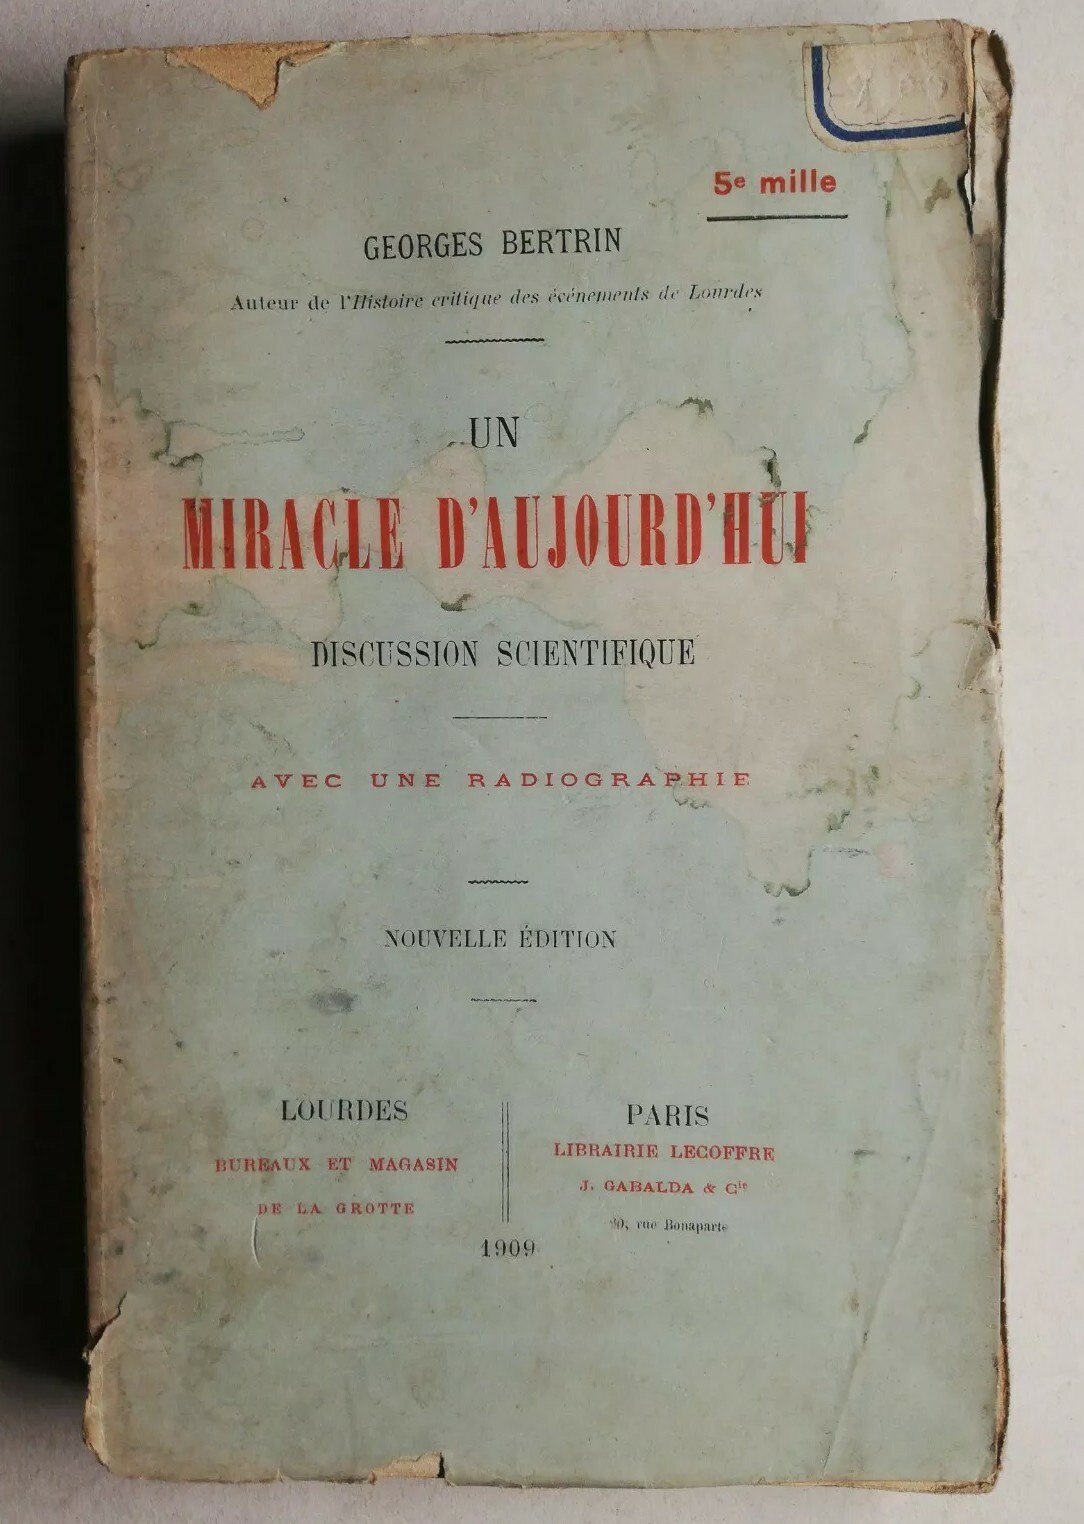 5e mille
GEORGES BERTRIN
Auteur de l'Histoire critique des événements de Lourdes
UN
MIRACLE D'AUJOURD'HUI
DISCUSSION SCIENTIFIQUE
AVEC UNE RADIOGRAPHIE
NOUVELLE ÉDITION
LOURDES
BUREAUX ET MAGASIN
DE LA GROTTE
PARIS
LIBRAIRIE LECOFFRE
J. GABALDA & Cie
rue Bonaparte
1909